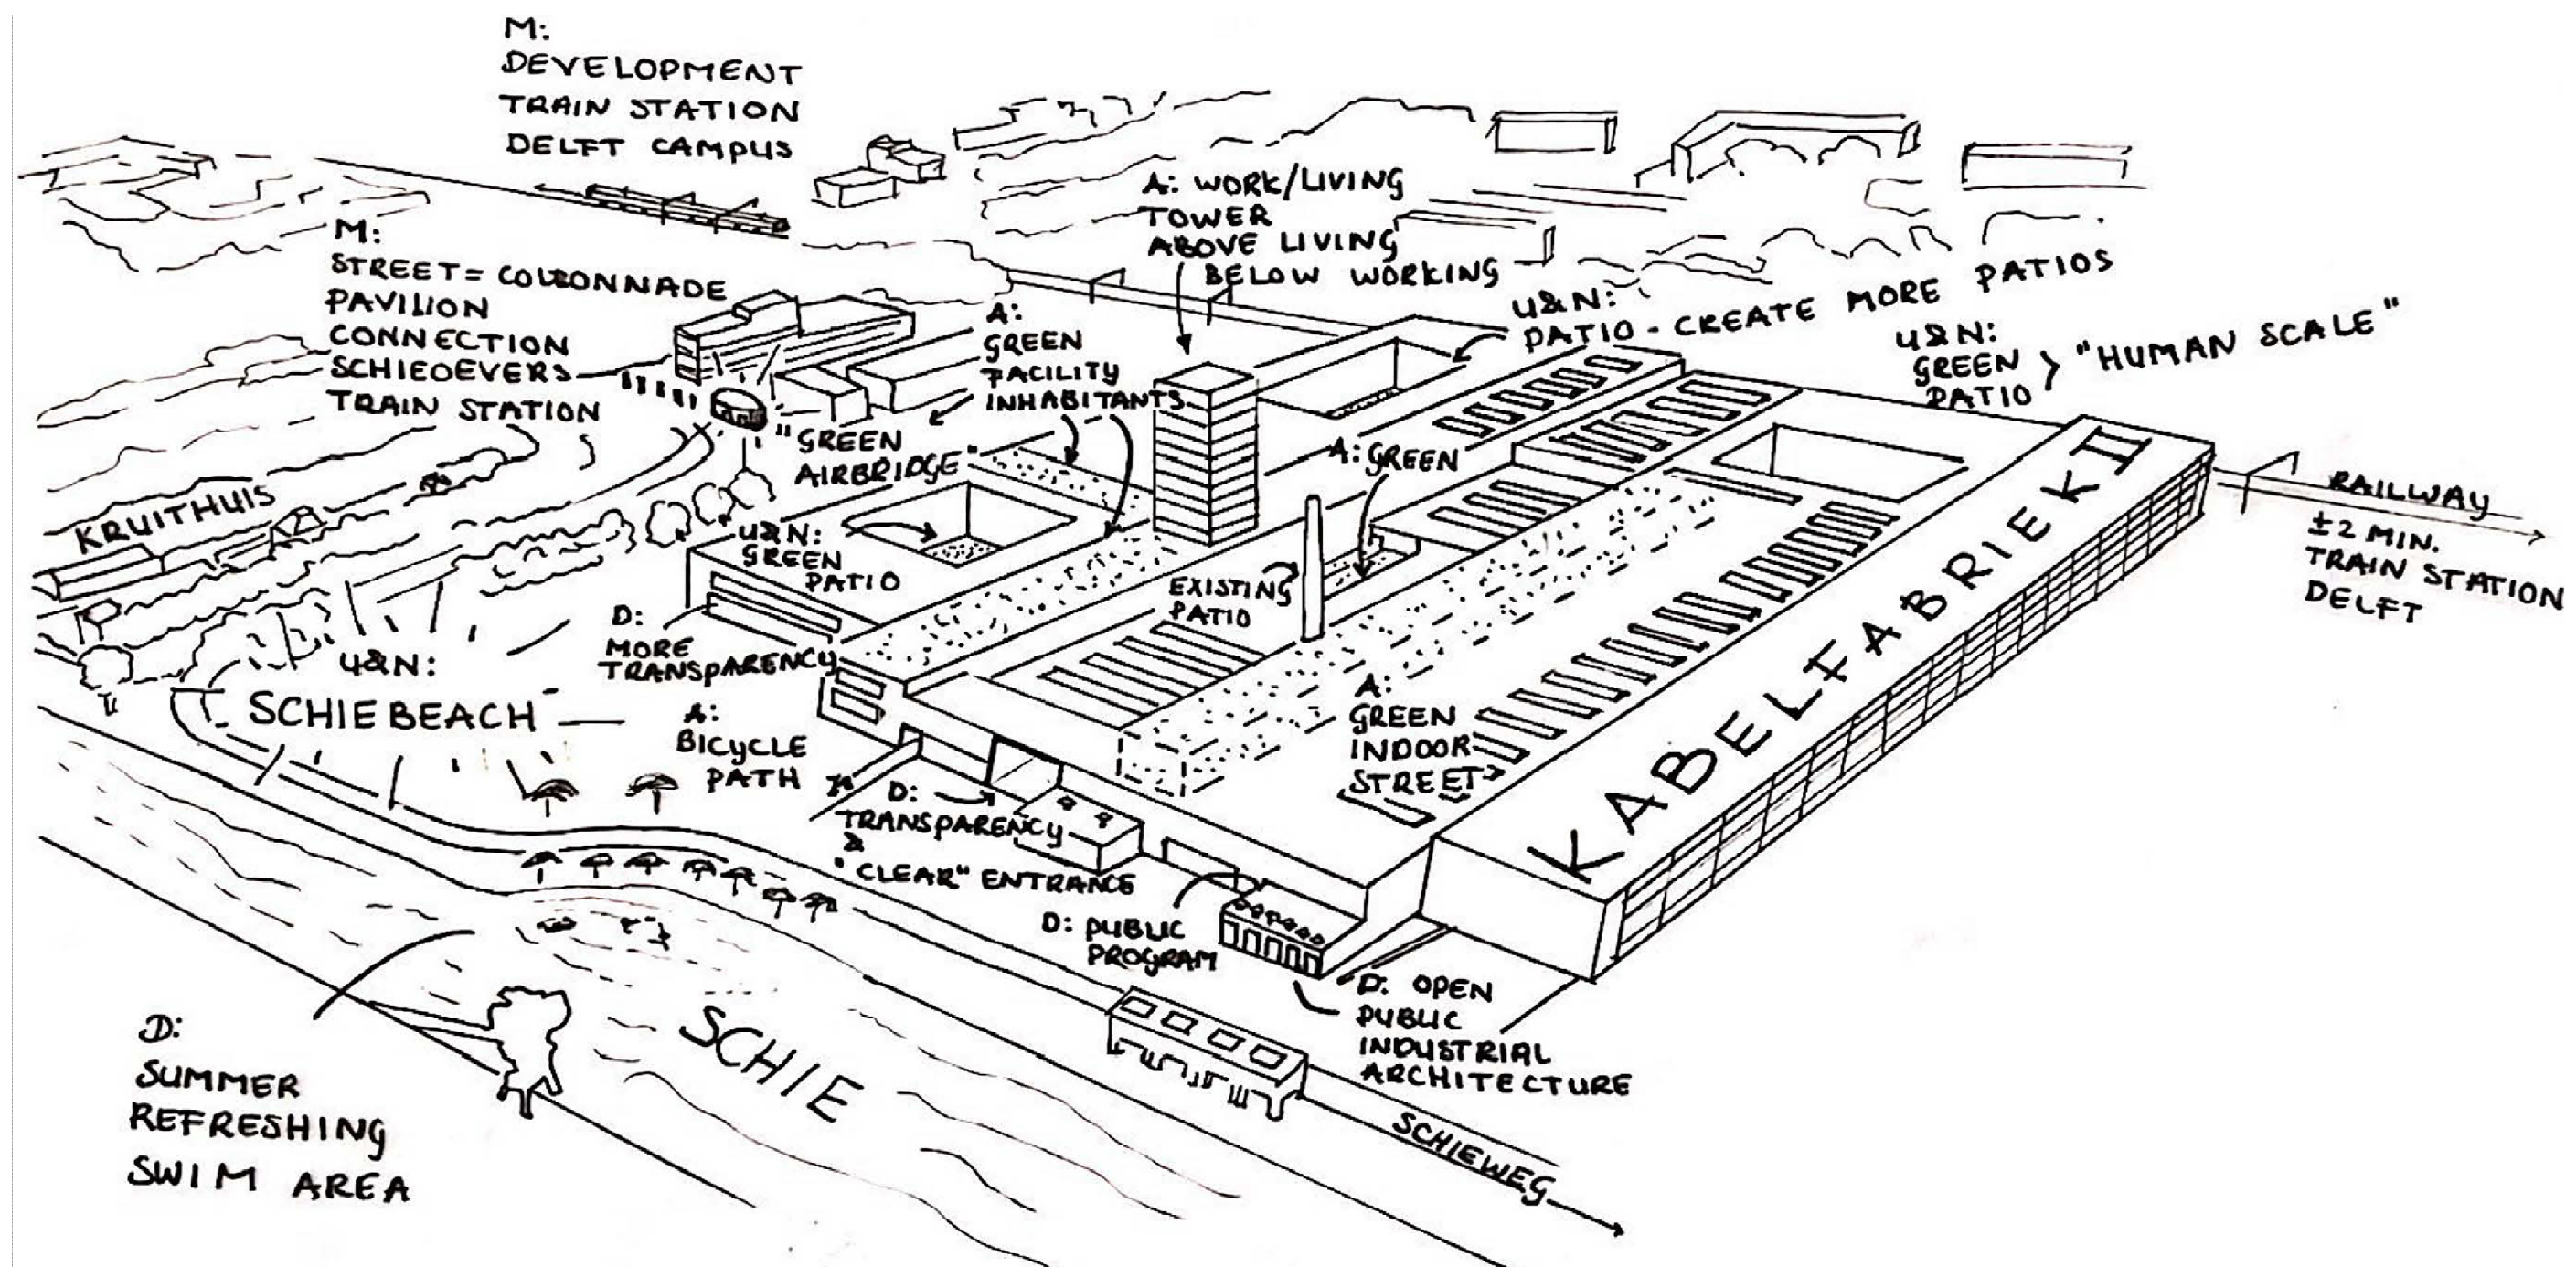 M:
DEVELOPMENT
TRAIN STATION
DELFT CAMPUS
M:
STREET = COLONNADE
PAVILION
CONNECTION
SCHIEOEVERS
TRAIN STATION
A: WORK/LIVING
TOWER
ABOVE LIVING
BELOW WORKING
U&N:
PATIO - CREATE MORE PATIOS
U&N:
GREEN
PATIO } "HUMAN SCALE"
A:
GREEN
FACILITY
INHABITANTS
"GREEN
AIRBRIDGE"
A: GREEN
KRUITHUIS
U&N:
GREEN
PATIO
EXISTING
PATIO
KABELFABRIEK II
RAILWAY
±2 MIN.
TRAIN STATION
DELFT
D:
MORE
TRANSPARENCY
U&N:
SCHIEBEACH
A:
BICYCLE
PATH
A:
GREEN
INDOOR
STREET
D:
TRANSPARENCY
&
"CLEAR" ENTRANCE
D: PUBLIC
PROGRAM
D: OPEN
PUBLIC
INDUSTRIAL
ARCHITECTURE
D:
SUMMER
REFRESHING
SWIM AREA
SCHIE
SCHIEWEG